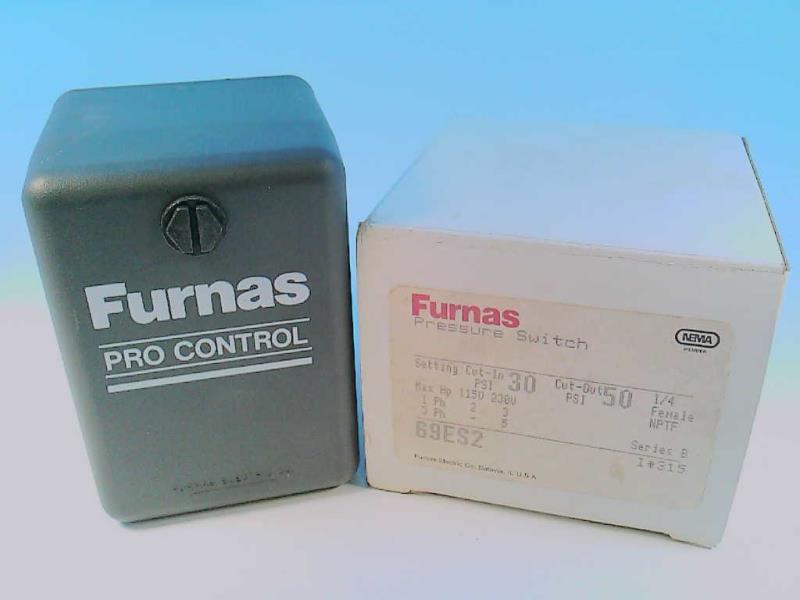 Furnas
PRO CONTROL
Furnas
Pressure Switch
NEMA
MEMBER
Setting Cut-In 30 Cut-Out 50 1/4
PSI PSI Female
Max Hp 115V 230V NPTF
1 Ph 2 3
3 Ph - 5
69ES2
Series B
I#315
Furnas Electric Co. Batavia, IL U.S.A.